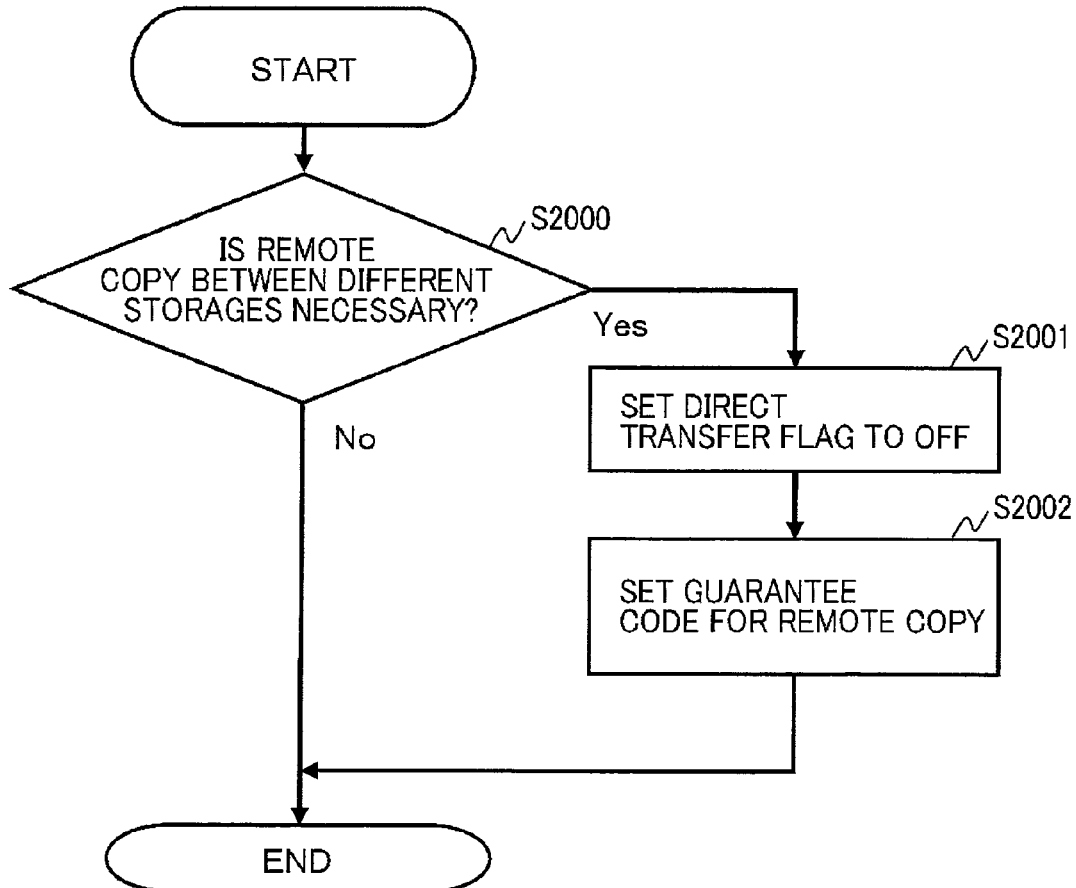 START
S2000
IS REMOTE
COPY BETWEEN DIFFERENT
STORAGES NECESSARY?
Yes
S2001
SET DIRECT
TRANSFER FLAG TO OFF
No
S2002
SET GUARANTEE
CODE FOR REMOTE COPY
END